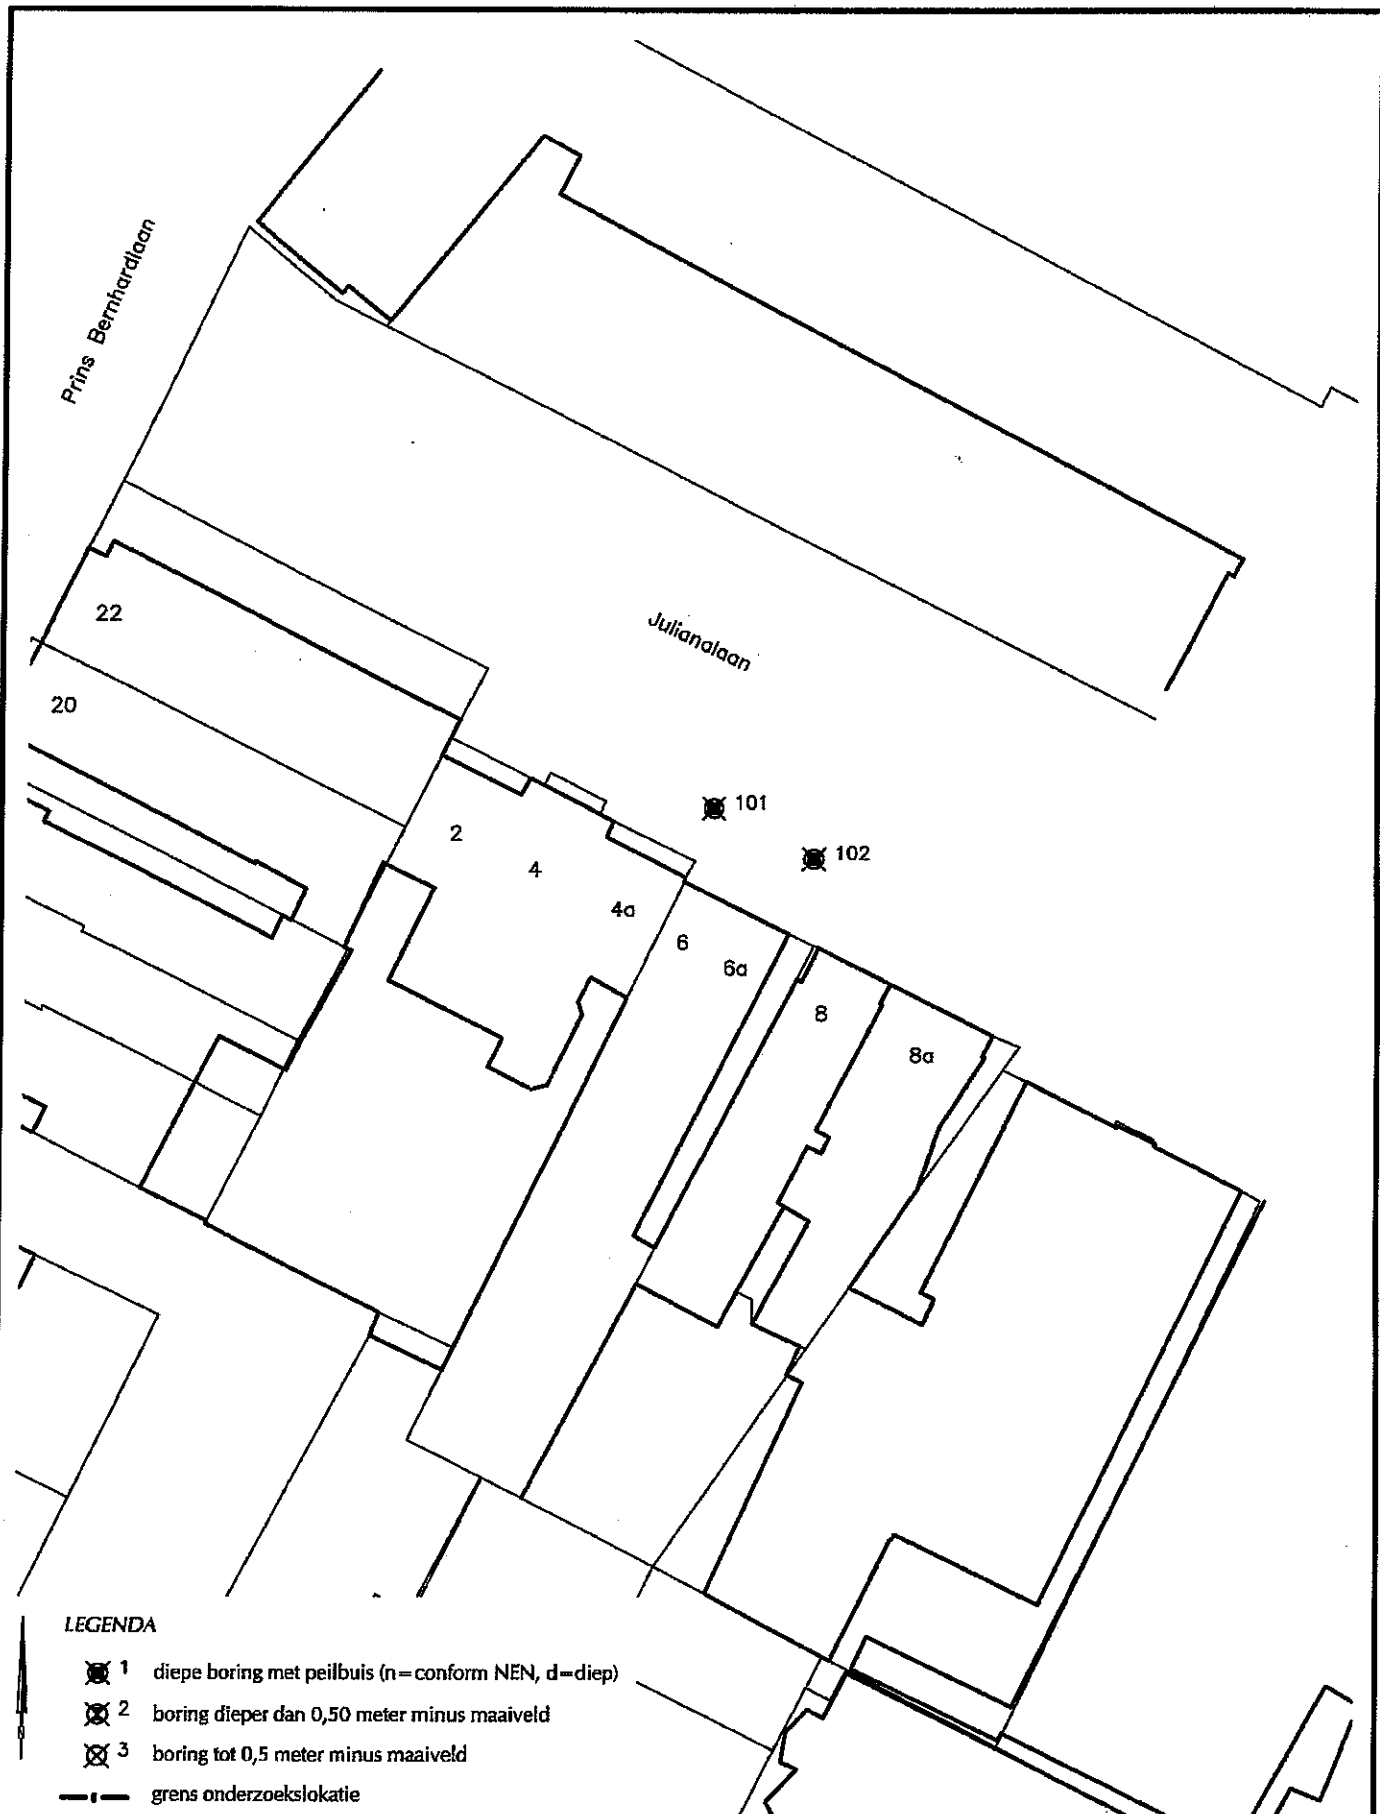 Prins Bernhardlaan
22
20
Julianalaan
101
102
2
4
4a
6
6a
8
8a
LEGENDA
1 diepe boring met peilbuis (n=conform NEN, d=diep)
2 boring dieper dan 0,50 meter minus maaiveld
3 boring tot 0,5 meter minus maaiveld
grens onderzoekslokatie